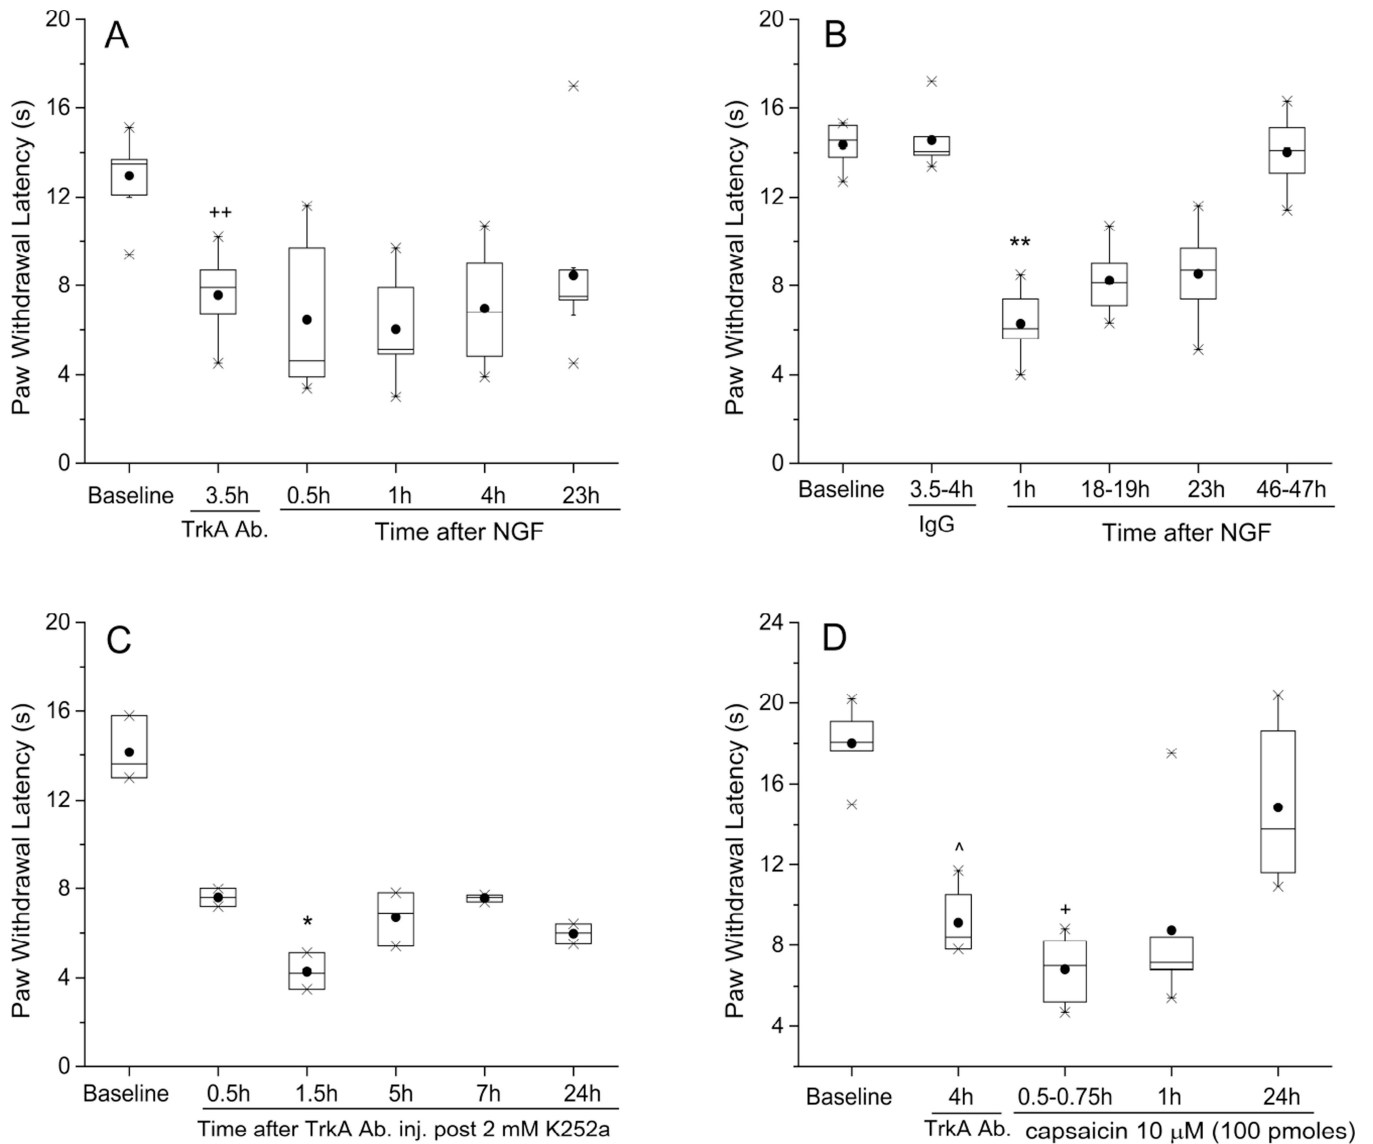 A
Paw Withdrawal Latency (s)
20
16
12
8
4
0
++
Baseline 3.5h 0.5h 1h 4h 23h
TrkA Ab. Time after NGF
B
Paw Withdrawal Latency (s)
20
16
12
8
4
0
**
Baseline 3.5-4h 1h 18-19h 23h 46-47h
IgG Time after NGF
C
Paw Withdrawal Latency (s)
20
16
12
8
4
0
*
Baseline 0.5h 1.5h 5h 7h 24h
Time after TrkA Ab. inj. post 2 mM K252a
D
Paw Withdrawal Latency (s)
24
20
16
12
8
4
^
+
Baseline 4h 0.5-0.75h 1h 24h
TrkA Ab. capsaicin 10 μM (100 pmoles)